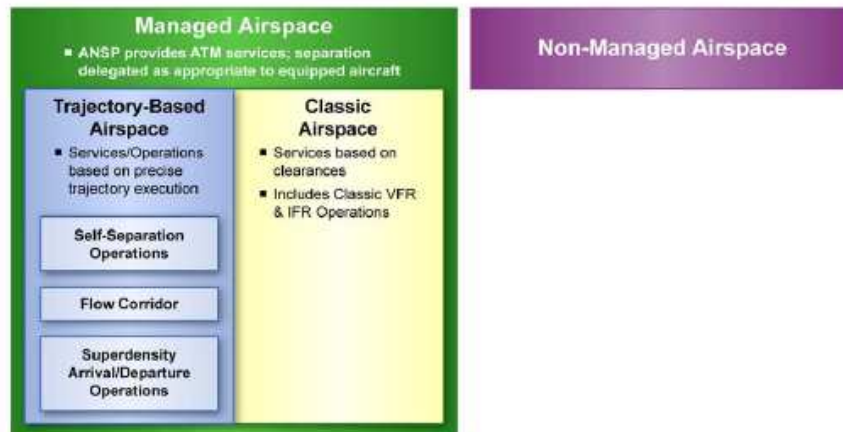 Managed Airspace
▪ ANSP provides ATM services; separation
delegated as appropriate to equipped aircraft
Trajectory-Based
Airspace
▪ Services/Operations
based on precise
trajectory execution
Self-Separation
Operations
Flow Corridor
Superdensity
Arrival/Departure
Operations
Classic
Airspace
▪ Services based on
clearances
▪ Includes Classic VFR
& IFR Operations
Non-Managed Airspace